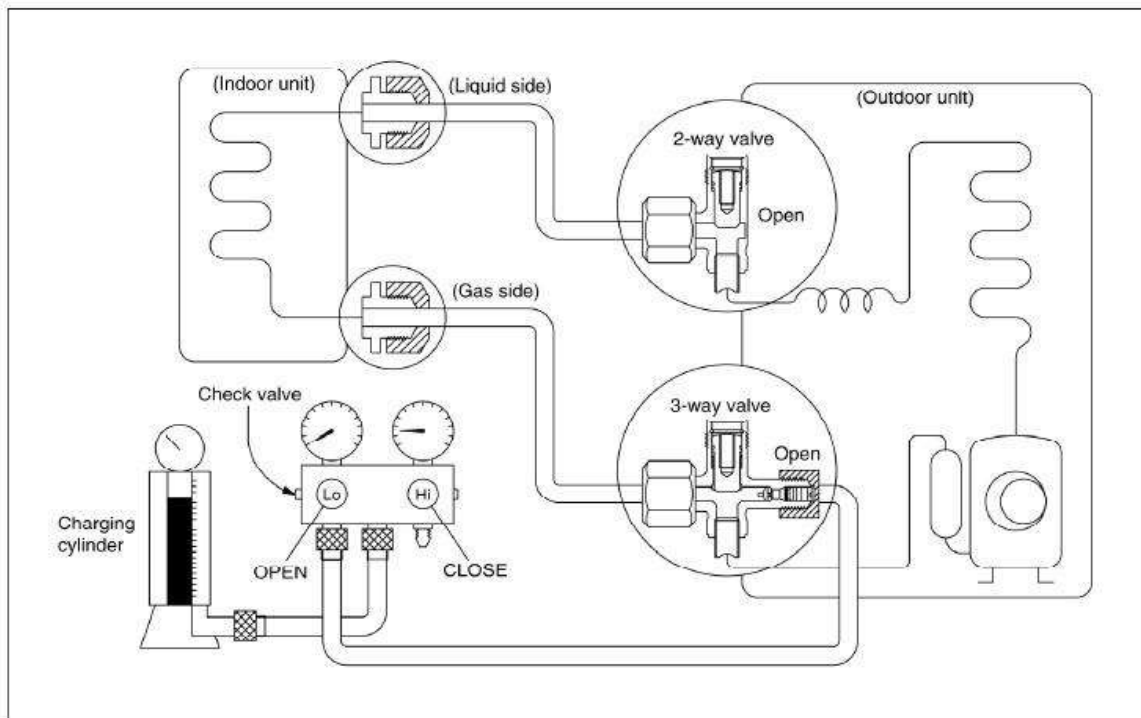 (Indoor unit)
(Liquid side)
(Outdoor unit)
2-way valve
Open
(Gas side)
Check valve
3-way valve
Open
Lo
Hi
Charging
cylinder
OPEN
CLOSE